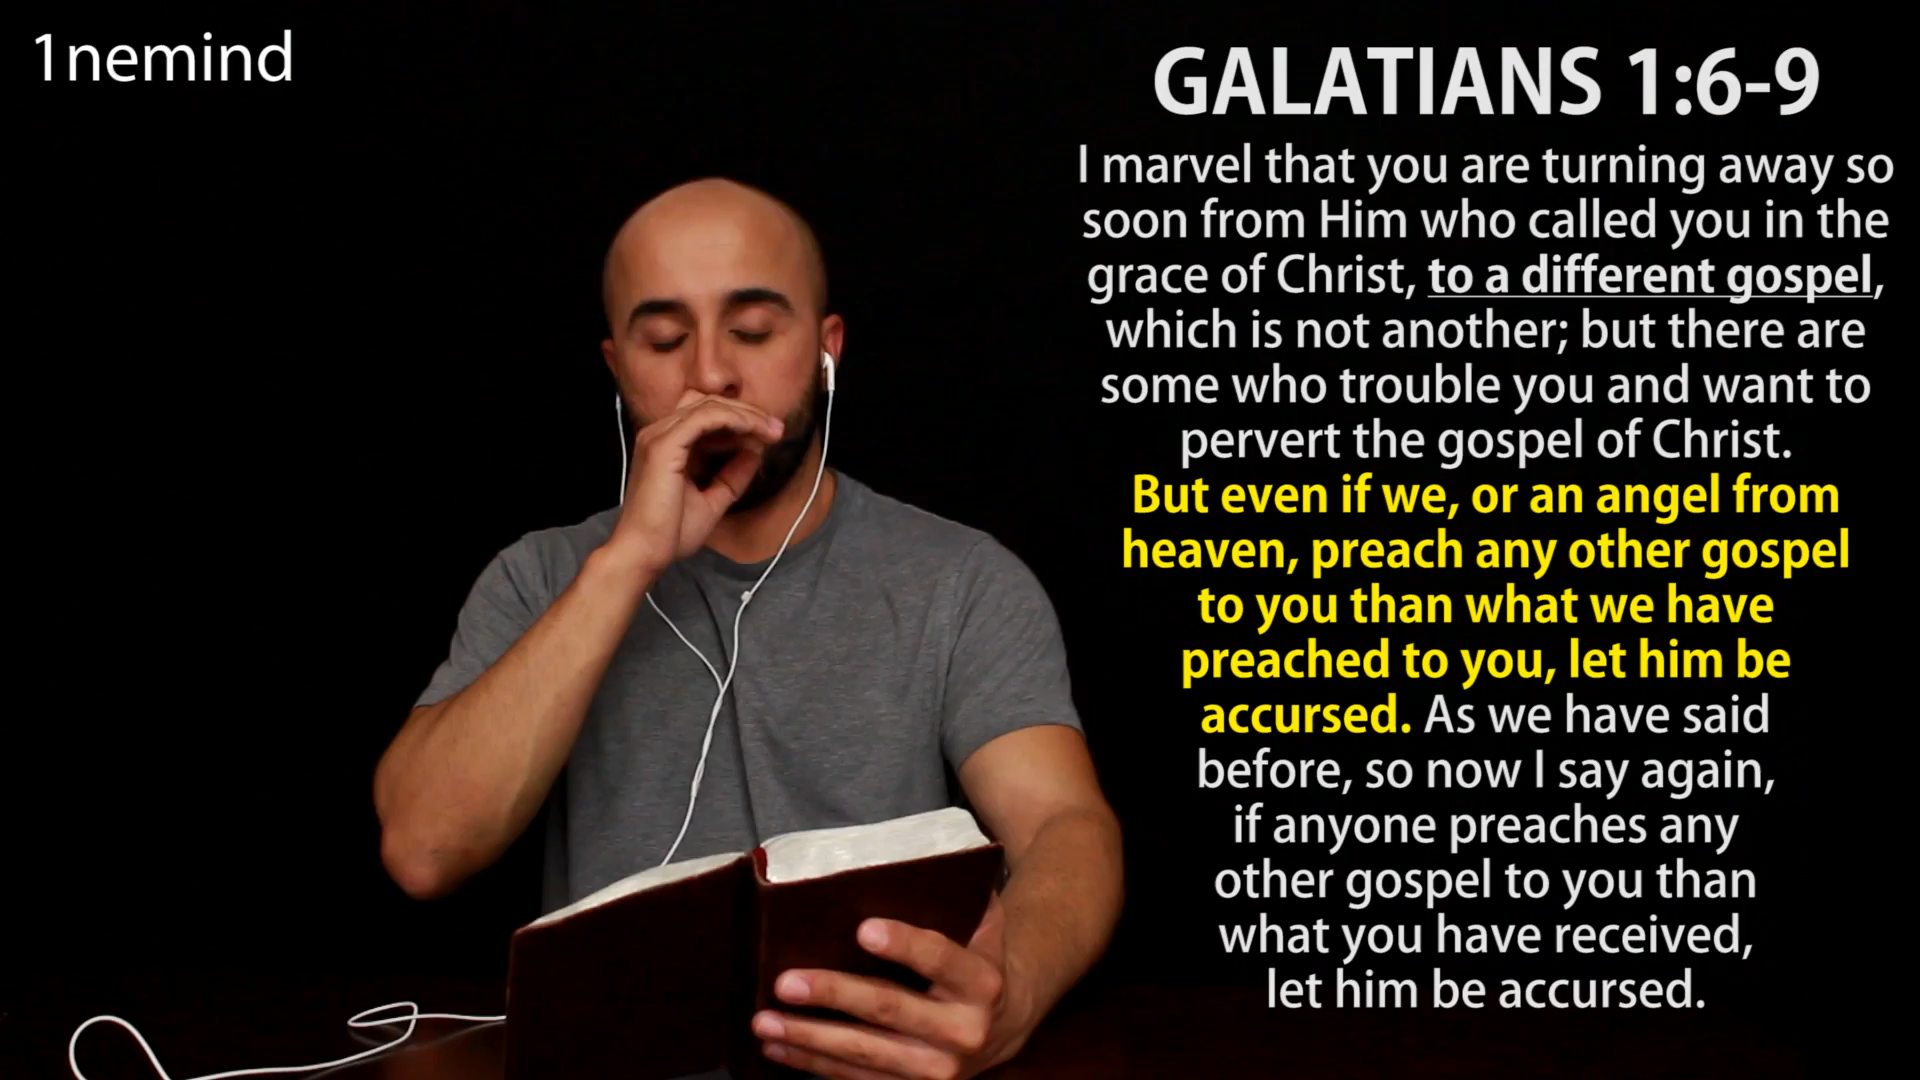 1nemind
GALATIANS 1:6-9
I marvel that you are turning away so
soon from Him who called you in the
grace of Christ, to a different gospel,
which is not another; but there are
some who trouble you and want to
pervert the gospel of Christ.
But even if we, or an angel from
heaven, preach any other gospel
to you than what we have
preached to you, let him be
accursed. As we have said
before, so now I say again,
if anyone preaches any
other gospel to you than
what you have received,
let him be accursed.